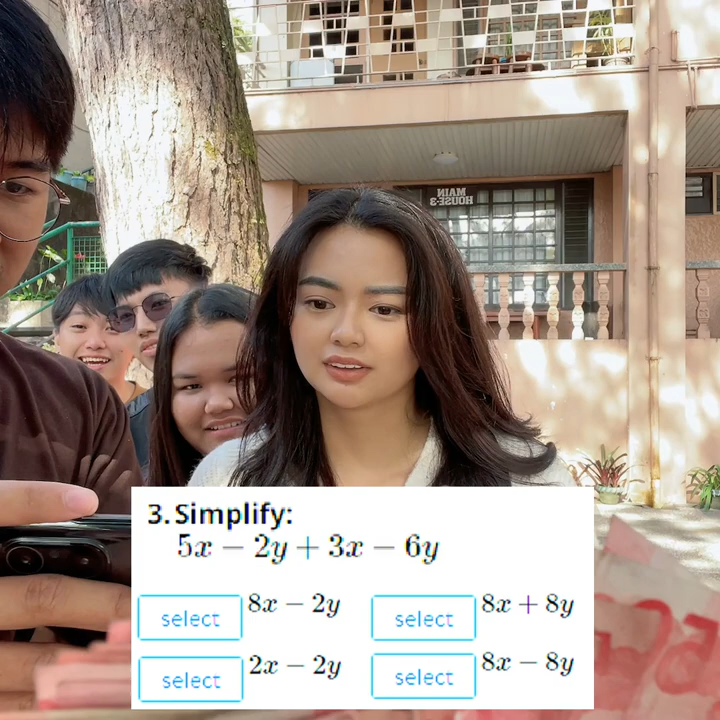 MAIN
HOUSE-3
3. Simplify:
5x − 2y + 3x − 6y
select 8x − 2y select 8x + 8y
select 2x − 2y select 8x − 8y